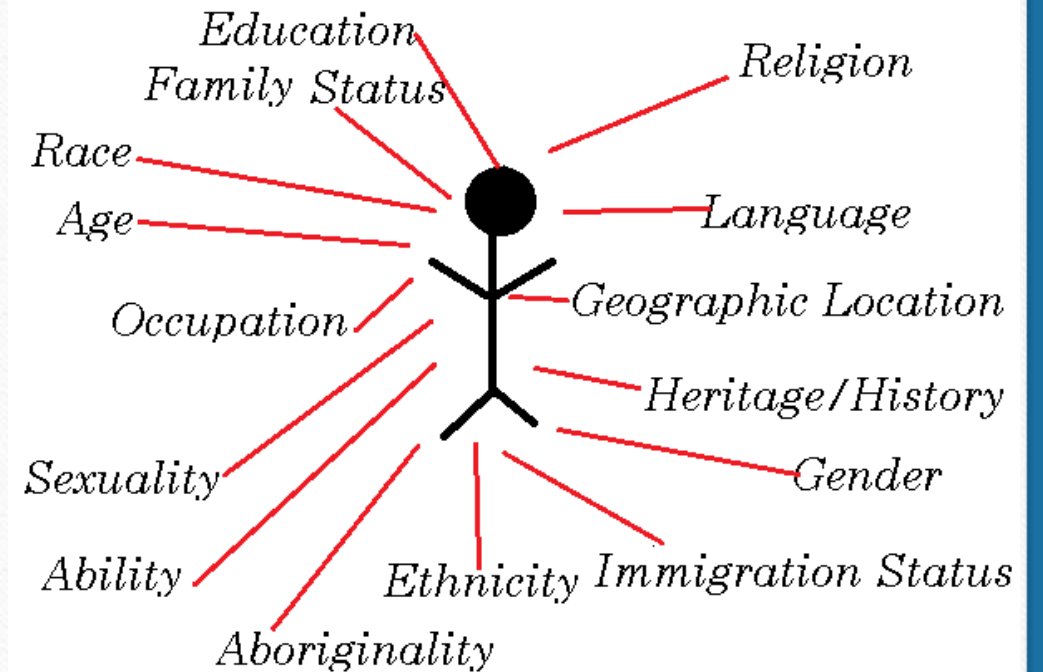 Education
Religion
Family Status
Race
Age
Language
Occupation
Geographic Location
Heritage/History
Sexuality
Gender
Ability
Ethnicity
Immigration Status
Aboriginality